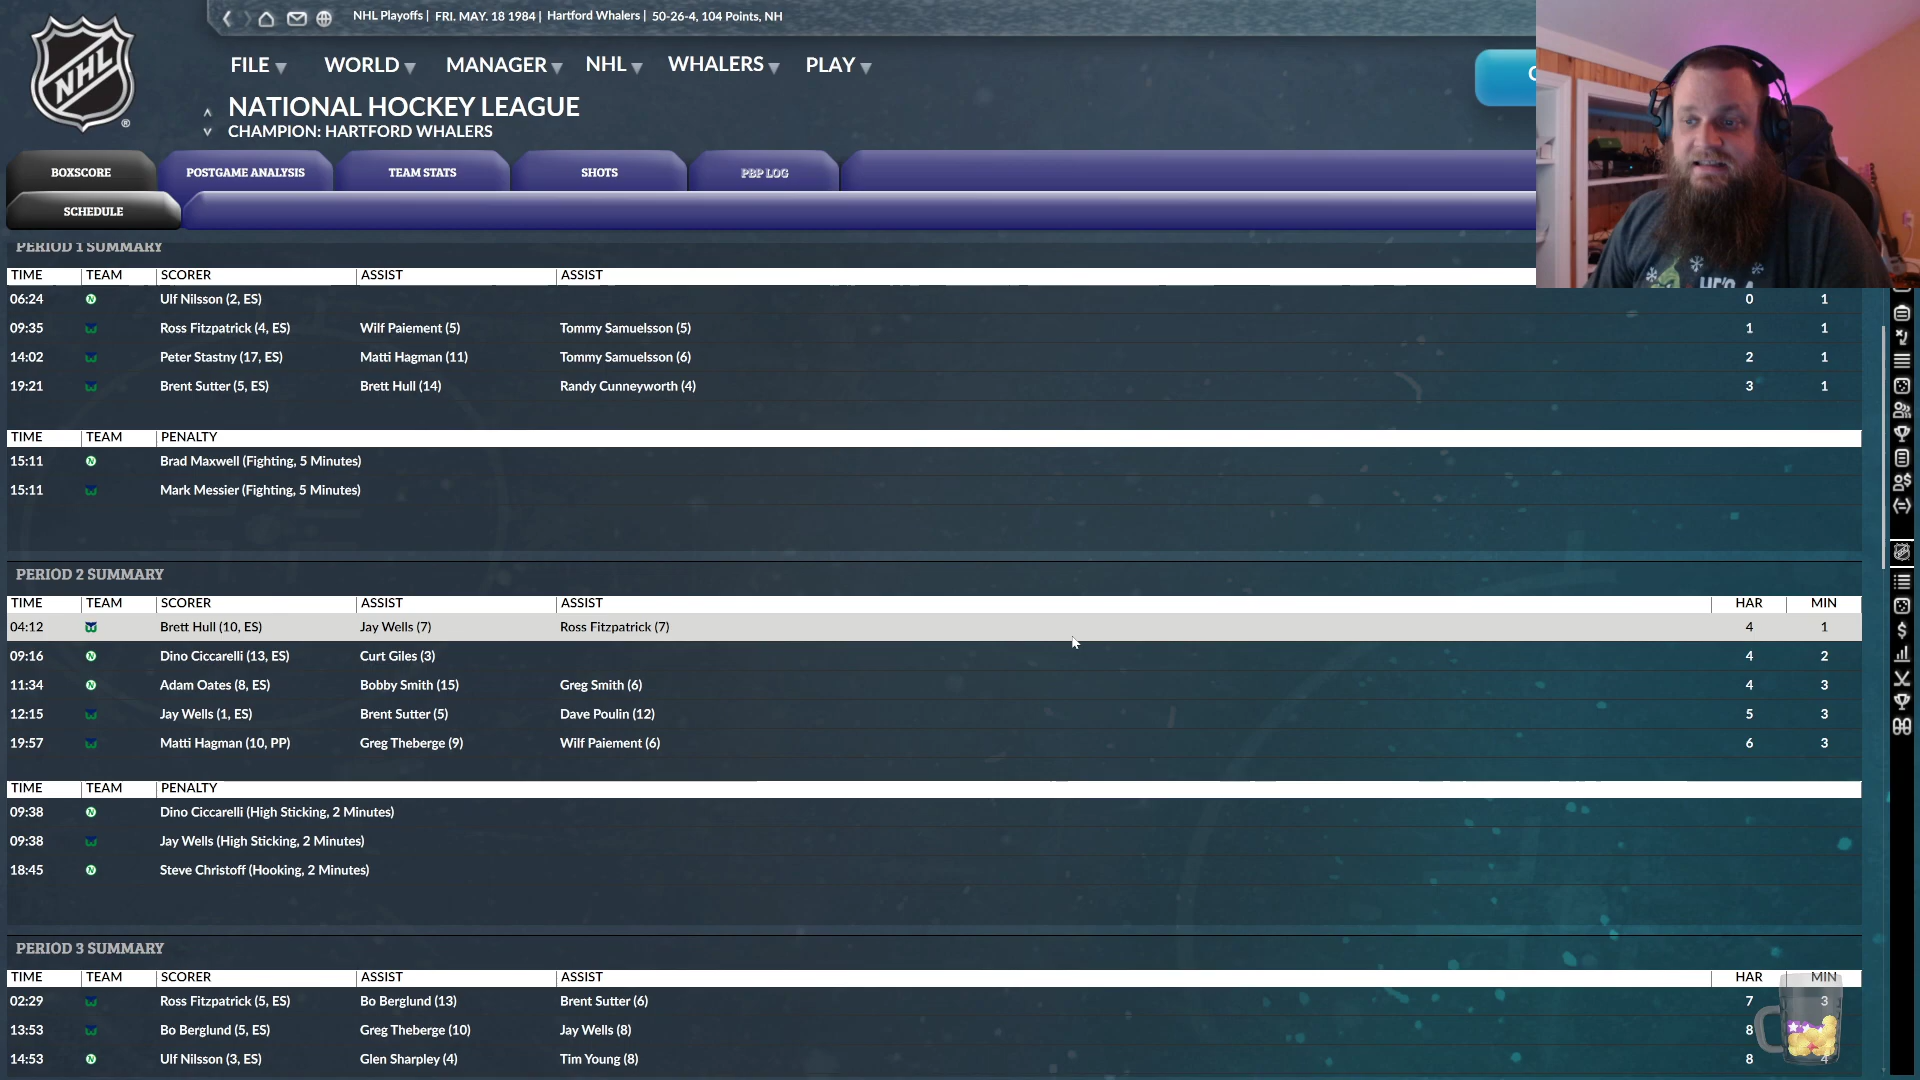 NHL Playoffs | FRI. MAY. 18 1984 | Hartford Whalers | 50-26-4, 104 Points, NH
NHL
FILE WORLD MANAGER NHL WHALERS PLAY
NATIONAL HOCKEY LEAGUE
CHAMPION: HARTFORD WHALERS
BOXSCORE POSTGAME ANALYSIS TEAM STATS SHOTS PBP LOG
SCHEDULE
PERIOD 1 SUMMARY
TIME TEAM SCORER ASSIST ASSIST
06:24 N Ulf Nilsson (2, ES) 0 1
09:35 Ross Fitzpatrick (4, ES) Wilf Paiement (5) Tommy Samuelsson (5) 1 1
14:02 Peter Stastny (17, ES) Matti Hagman (11) Tommy Samuelsson (6) 2 1
19:21 Brent Sutter (5, ES) Brett Hull (14) Randy Cunneyworth (4) 3 1
TIME TEAM PENALTY
15:11 N Brad Maxwell (Fighting, 5 Minutes)
15:11 Mark Messier (Fighting, 5 Minutes)
PERIOD 2 SUMMARY
TIME TEAM SCORER ASSIST ASSIST HAR MIN
04:12 Brett Hull (10, ES) Jay Wells (7) Ross Fitzpatrick (7) 4 1
09:16 N Dino Ciccarelli (13, ES) Curt Giles (3) 4 2
11:34 N Adam Oates (8, ES) Bobby Smith (15) Greg Smith (6) 4 3
12:15 Jay Wells (1, ES) Brent Sutter (5) Dave Poulin (12) 5 3
19:57 Matti Hagman (10, PP) Greg Theberge (9) Wilf Paiement (6) 6 3
TIME TEAM PENALTY
09:38 N Dino Ciccarelli (High Sticking, 2 Minutes)
09:38 Jay Wells (High Sticking, 2 Minutes)
18:45 N Steve Christoff (Hooking, 2 Minutes)
PERIOD 3 SUMMARY
TIME TEAM SCORER ASSIST ASSIST HAR MIN
02:29 Ross Fitzpatrick (5, ES) Bo Berglund (13) Brent Sutter (6) 7 3
13:53 Bo Berglund (5, ES) Greg Theberge (10) Jay Wells (8) 8
14:53 N Ulf Nilsson (3, ES) Glen Sharpley (4) Tim Young (8) 8 4